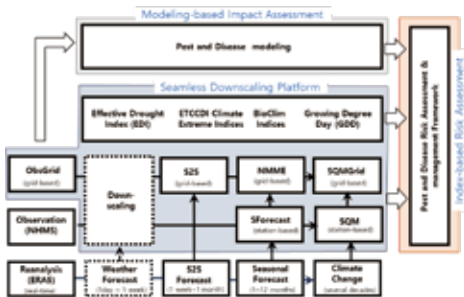 Modeling-based Impact Assessment
Pest and Disease modeling
Seamless Downscaling Platform
Effective Drought
Index (EDI)
ETCCDI Climate
Extreme Indices
BioClim
Indices
Growing Degree
Day (GDD)
ObsGrid
(grid-based)
Down-
scaling
S2S
(grid-based)
NMME
(grid-based)
SQMGrid
(grid-based)
Observation
(NHMS)
SForecast
(station-based)
SQM
(station-based)
Reanalysis
(ERA5)
(real-time)
Weather
Forecast
(1day ~ 1 week)
S2S
Forecast
(1 week ~1 month)
Seasonal
Forecast
(1~12 months)
Climate
Change
(several decades)
Pest and Disease Risk Assessment &
management Framework
Index-based Risk Assessment